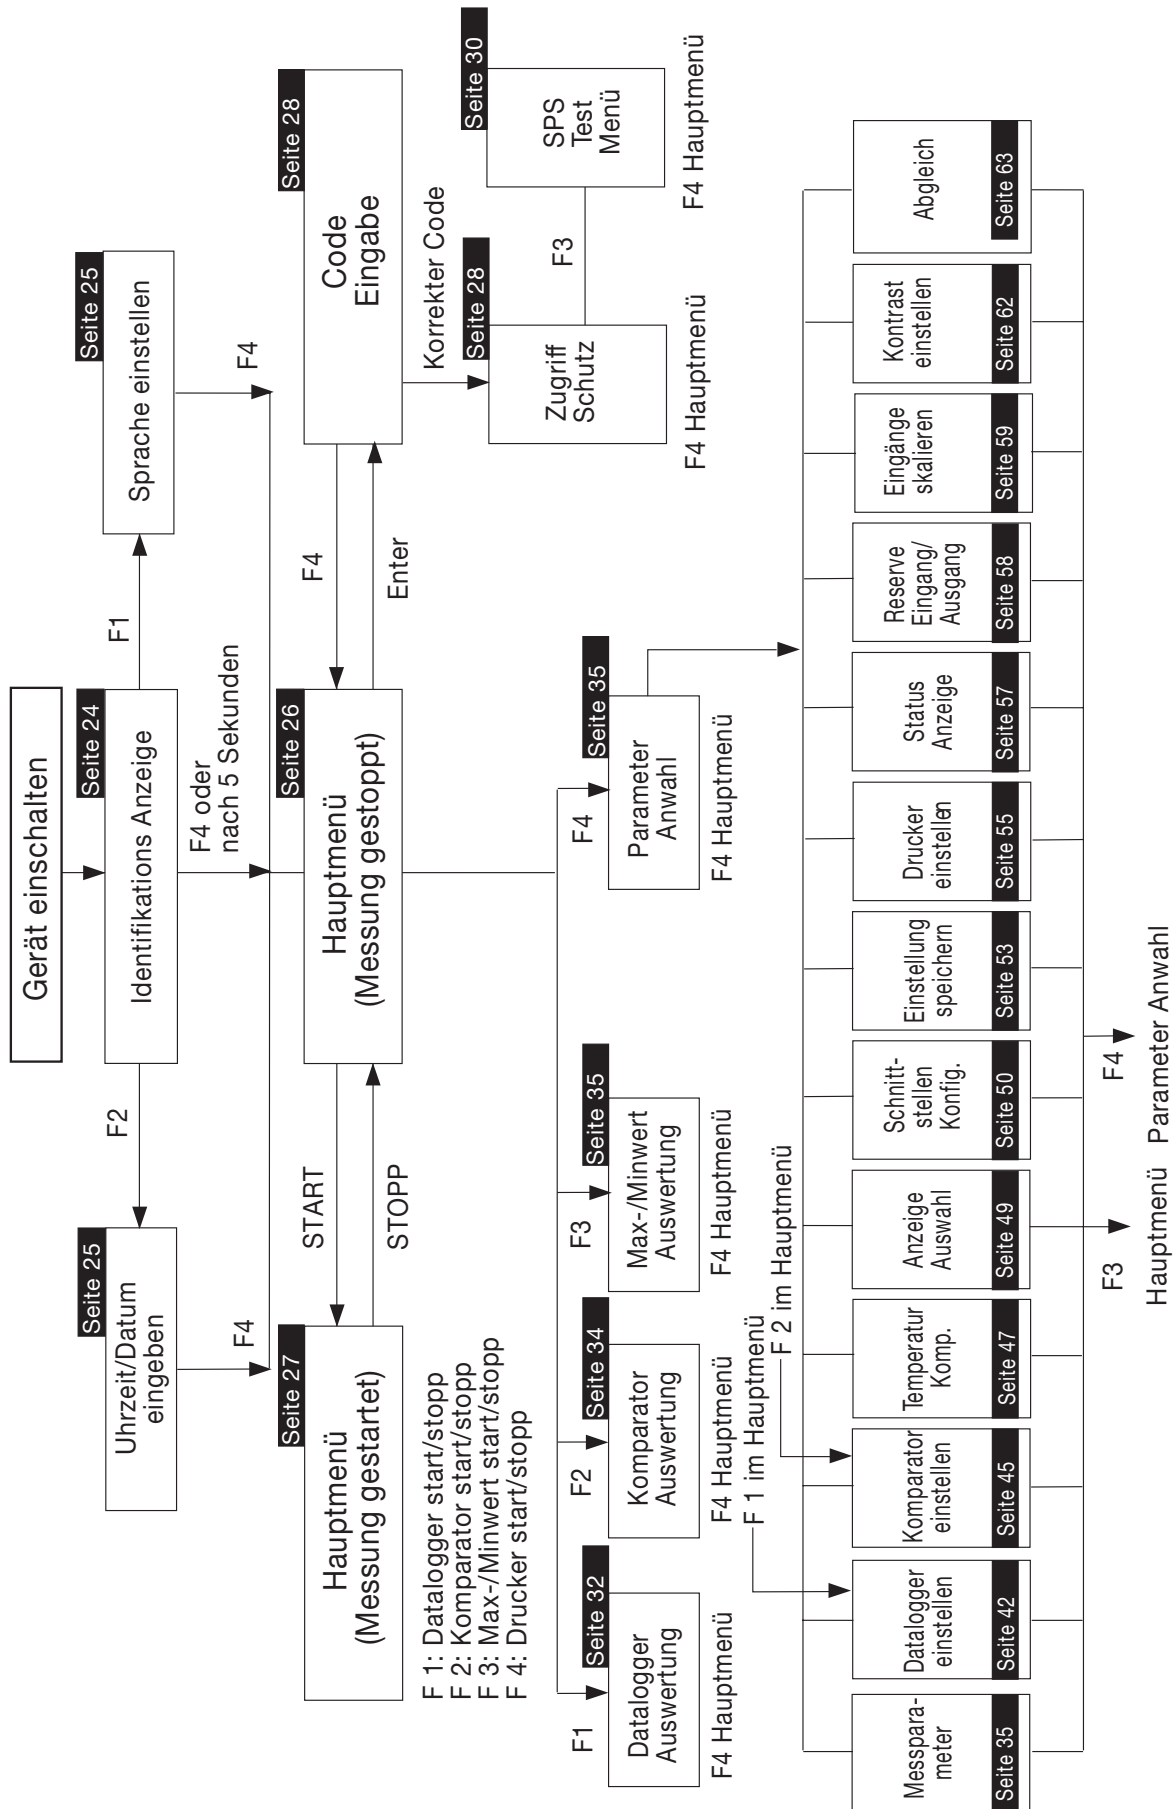 Gerät einschalten
Seite 25
Uhrzeit/Datum
eingeben
F2
Seite 24
Identifikations Anzeige
F1
Seite 25
Sprache einstellen
F4
F4 oder
nach 5 Sekunden
F4
Seite 27
Hauptmenü
(Messung gestartet)
START
STOPP
Seite 26
Hauptmenü
(Messung gestoppt)
F4
Enter
Seite 28
Code
Eingabe
F 1: Datalogger start/stopp
F 2: Komparator start/stopp
F 3: Max-/Minwert start/stopp
F 4: Drucker start/stopp
Korrekter Code
Seite 28
Zugriff
Schutz
F4 Hauptmenü
F3
Seite 30
SPS
Test
Menü
F4 Hauptmenü
F1
Seite 32
Datalogger
Auswertung
F4 Hauptmenü
F2
Seite 34
Komparator
Auswertung
F4 Hauptmenü
F3
Seite 35
Max-/Minwert
Auswertung
F4 Hauptmenü
F4
Seite 35
Parameter
Anwahl
F4 Hauptmenü
F 1 im Hauptmenü
F 2 im Hauptmenü
Messpara-
meter
Seite 35
Datalogger
einstellen
Seite 42
Komparator
einstellen
Seite 45
Temperatur
Komp.
Seite 47
Anzeige
Auswahl
Seite 49
Schnitt-
stellen
Konfig.
Seite 50
Einstellung
speichern
Seite 53
Drucker
einstellen
Seite 55
Status
Anzeige
Seite 57
Reserve
Eingang/
Ausgang
Seite 58
Eingänge
skalieren
Seite 59
Kontrast
einstellen
Seite 62
Abgleich
Seite 63
F3
Hauptmenü
F4
Parameter Anwahl